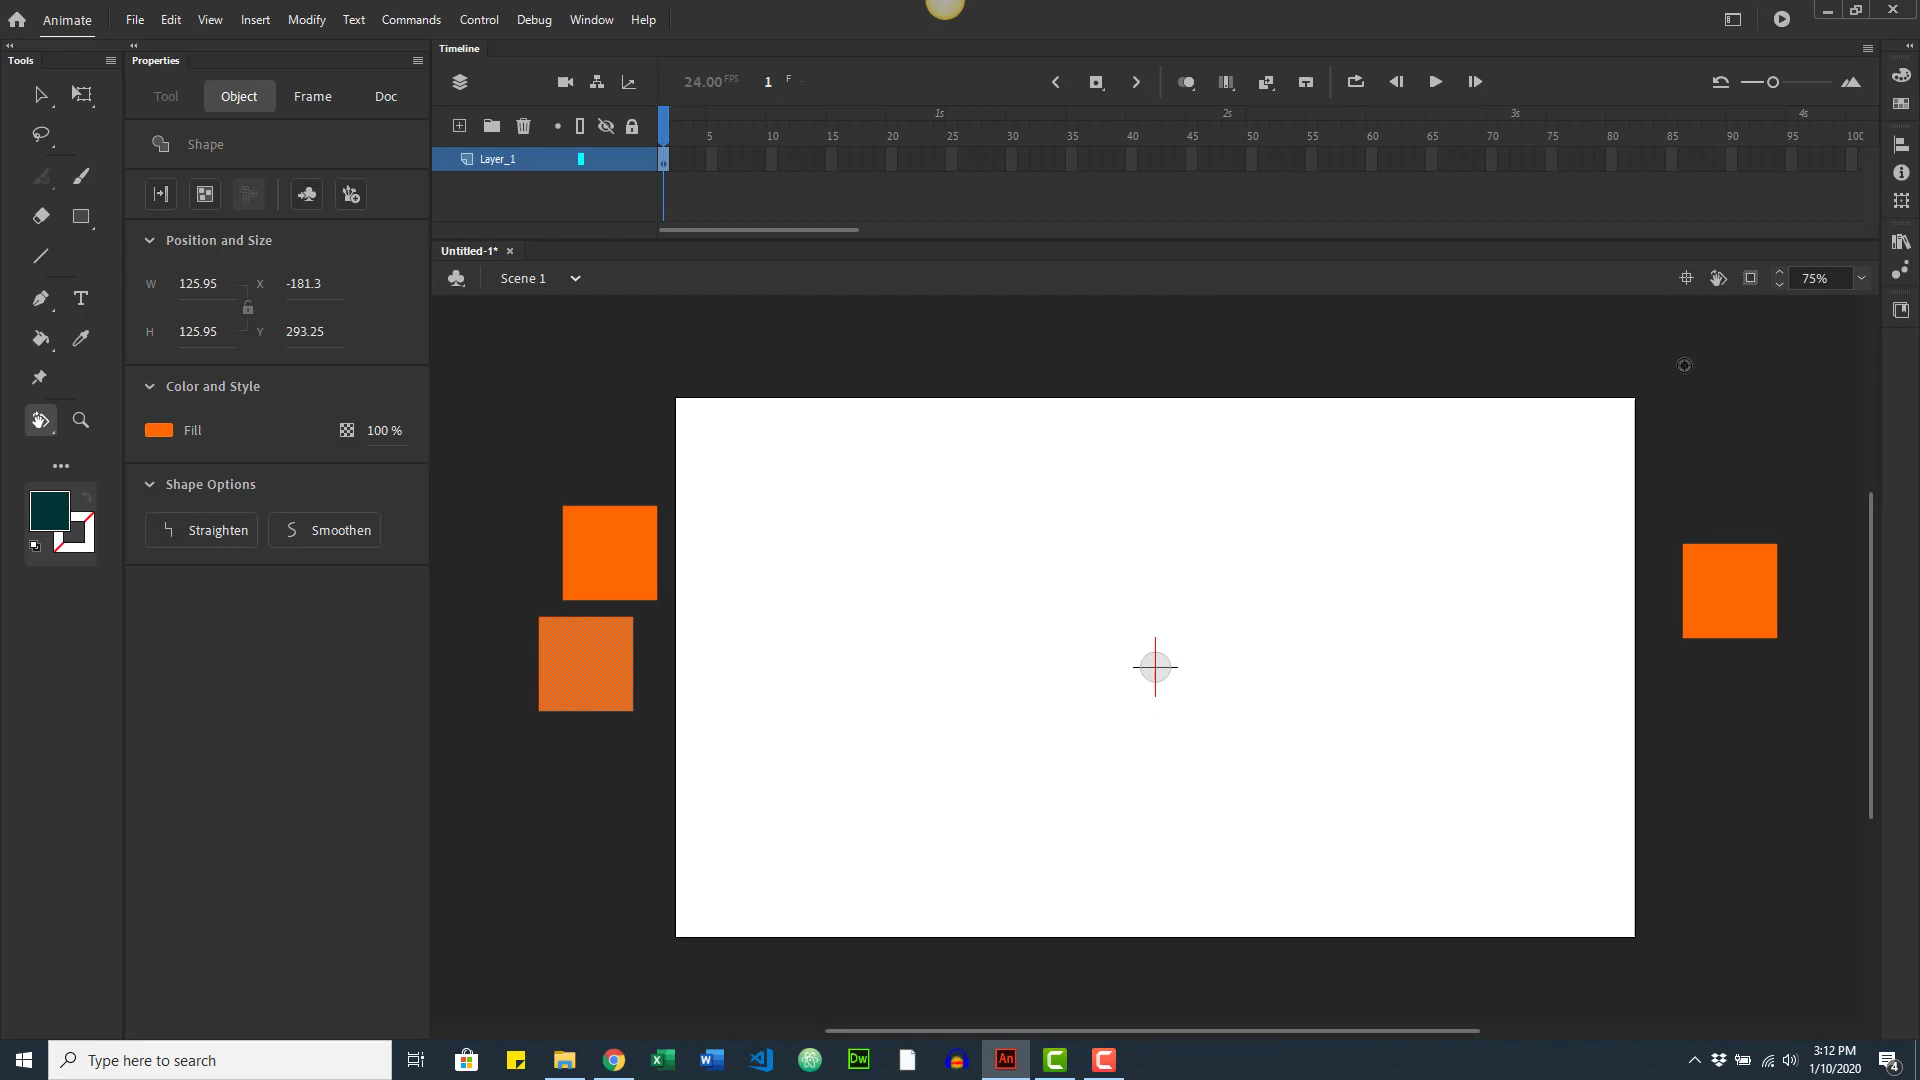 Animate File Edit View Insert Modify Text Commands Control Debug Window Help
Tools Properties Timeline
Tool Object Frame Doc
24.00 FPS 1 F
1s 2s 3s 4s
5 10 15 20 25 30 35 40 45 50 55 60 65 70 75 80 85 90 95 100
Shape
Layer_1
Position and Size
W 125.95 X -181.3
H 125.95 Y 293.25
Untitled-1*
Scene 1
75%
Color and Style
Fill 100 %
Shape Options
Straighten Smoothen
Type here to search
Dw
An
3:12 PM
1/10/2020
4